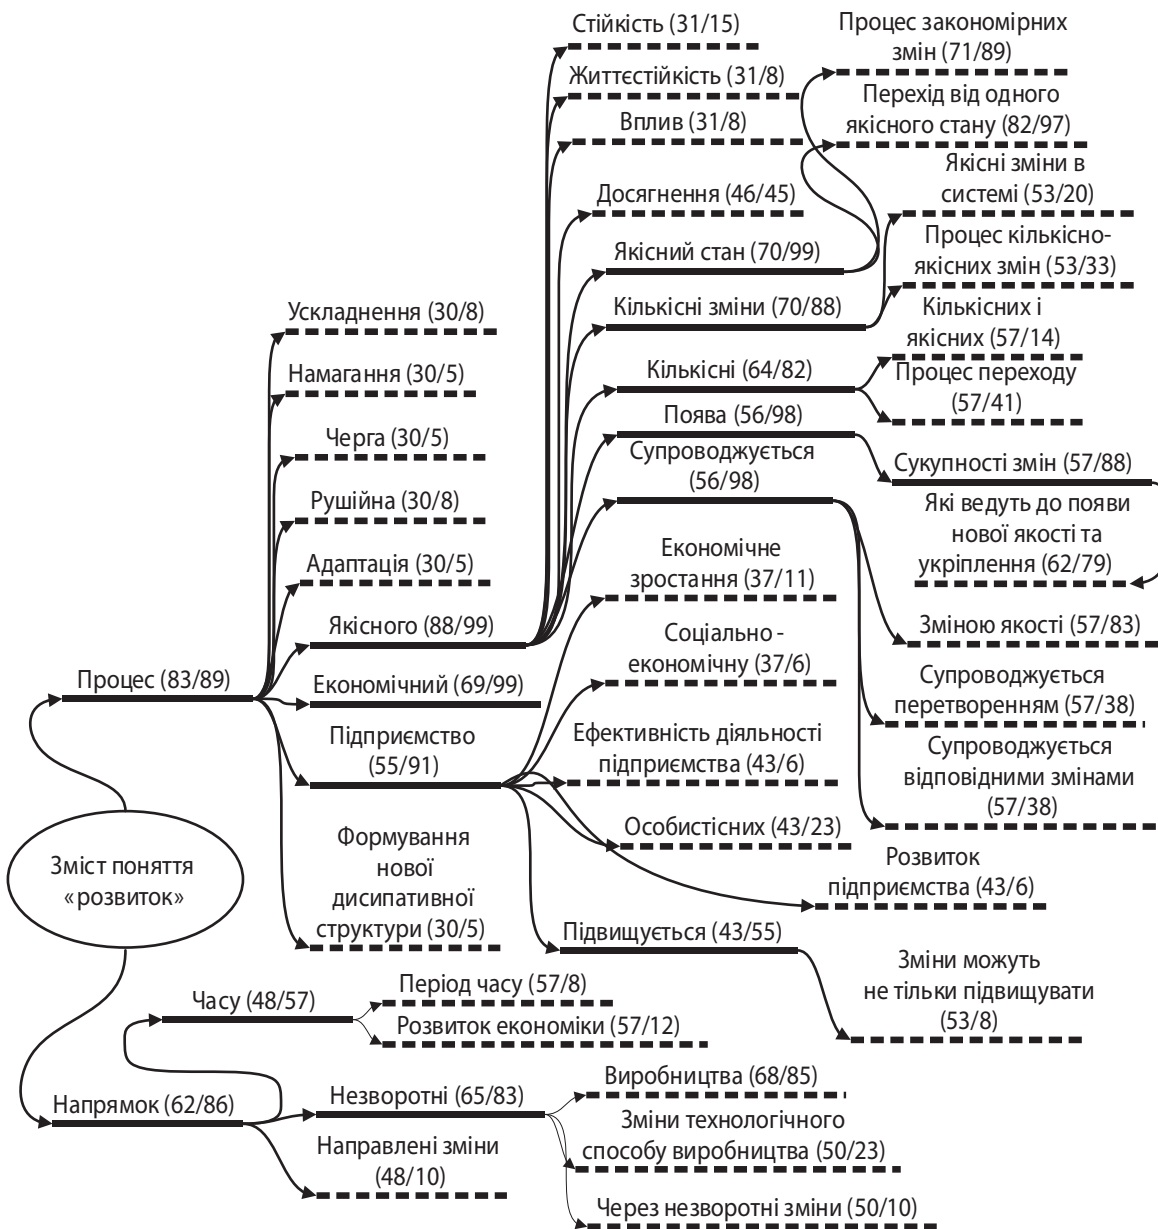 Стійкість (31/15)
Життєстійкість (31/8)
Вплив (31/8)
Досягнення (46/45)
Якісний стан (70/99)
Кількісні зміни (70/88)
Кількісні (64/82)
Поява (56/98)
Супроводжується
(56/98)
Процес закономірних
змін (71/89)
Перехід від одного
якісного стану (82/97)
Якісні зміни в
системі (53/20)
Процес кількісно-
якісних змін (53/33)
Кількісних і
якісних (57/14)
Процес переходу
(57/41)
Сукупності змін (57/88)
Які ведуть до появи
нової якості та
укріплення (62/79)
Зміною якості (57/83)
Супроводжується
перетворенням (57/38)
Супроводжується
відповідними змінами
(57/38)
Ускладнення (30/8)
Намагання (30/5)
Черга (30/5)
Рушійна (30/8)
Адаптація (30/5)
Якісного (88/99)
Процес (83/89)
Економічний (69/99)
Підприємство
(55/91)
Формування
нової
дисипативної
структури (30/5)
Економічне
зростання (37/11)
Соціально -
економічну (37/6)
Ефективність діяльності
підприємства (43/6)
Особистісних (43/23)
Розвиток
підприємства (43/6)
Підвищується (43/55)
Зміни можуть
не тільки підвищувати
(53/8)
Зміст поняття
«розвиток»
Часу (48/57)
Період часу (57/8)
Розвиток економіки (57/12)
Напрямок (62/86)
Незворотні (65/83)
Направлені зміни
(48/10)
Виробництва (68/85)
Зміни технологічного
способу виробництва (50/23)
Через незворотні зміни (50/10)